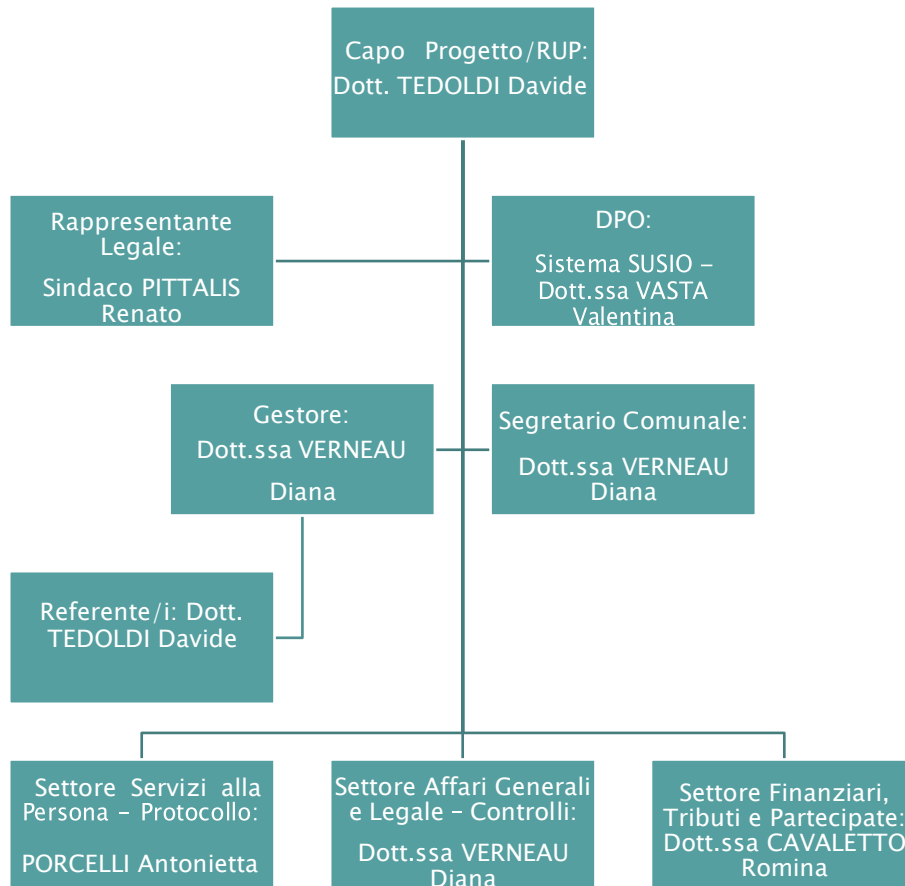 Capo Progetto/RUP:
Dott. TEDOLDI Davide
Rappresentante
Legale:
Sindaco PITTALIS
Renato
DPO:
Sistema SUSIO –
Dott.ssa VASTA
Valentina
Gestore:
Dott.ssa VERNEAU
Diana
Segretario Comunale:
Dott.ssa VERNEAU
Diana
Referente/i: Dott.
TEDOLDI Davide
Settore Servizi alla
Persona – Protocollo:
PORCELLI Antonietta
Settore Affari Generali
e Legale – Controlli:
Dott.ssa VERNEAU
Diana
Settore Finanziari,
Tributi e Partecipate:
Dott.ssa CAVALETTO
Romina